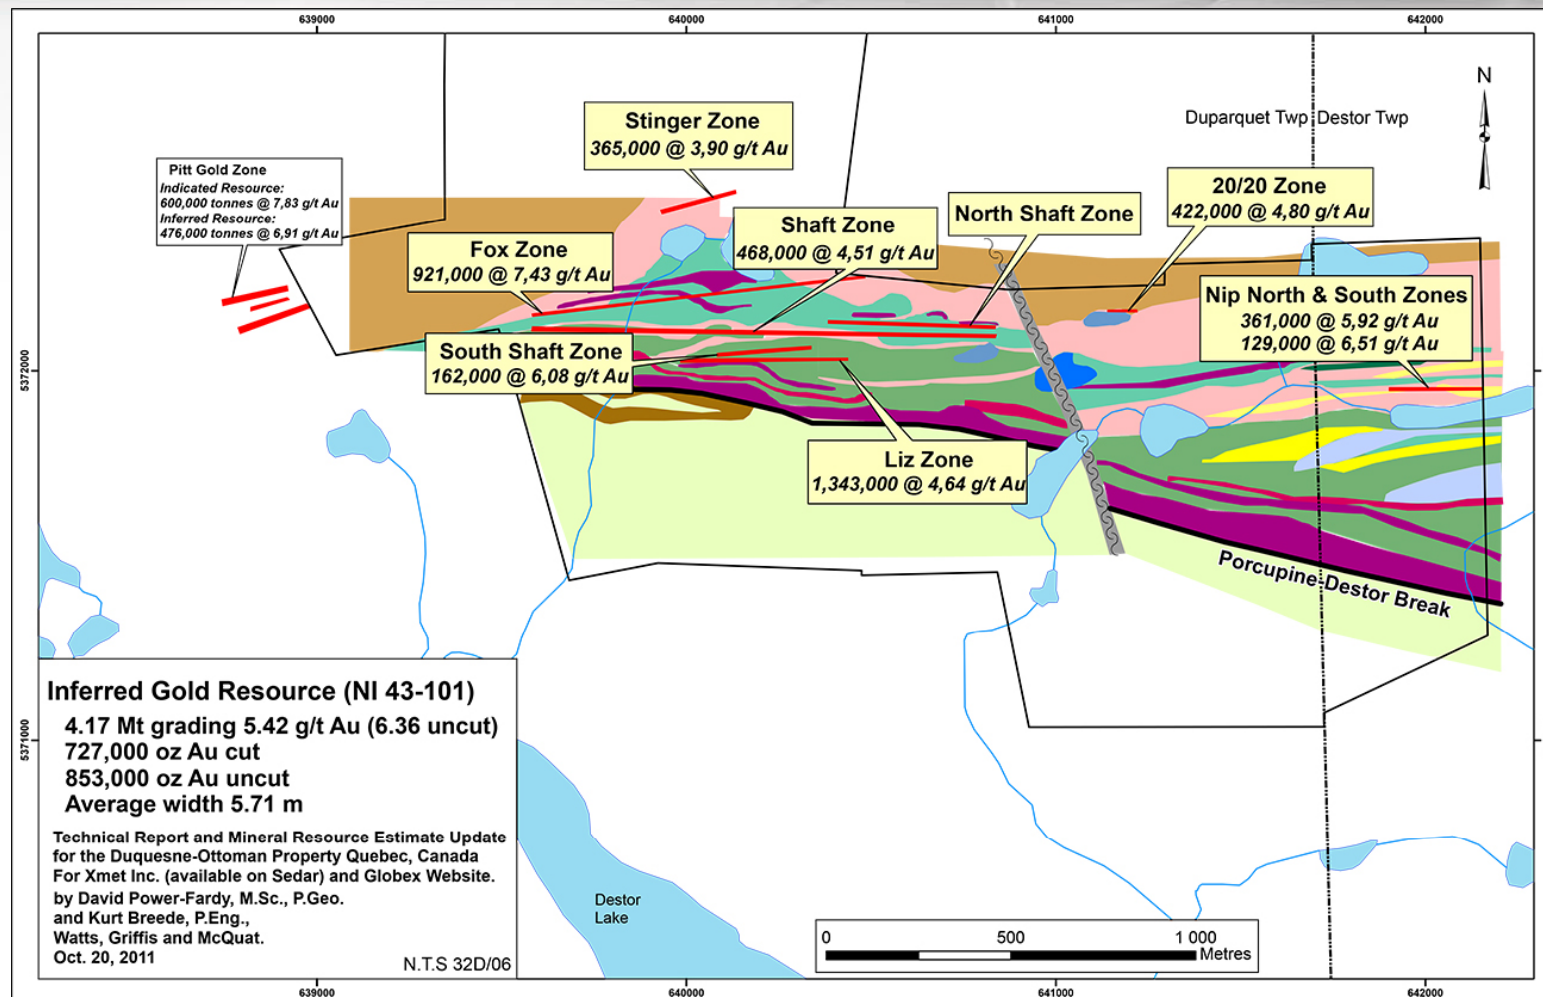 639000
640000
641000
642000
N
Duparquet Twp
Destor Twp
Stinger Zone
365,000 @ 3,90 g/t Au
Pitt Gold Zone
Indicated Resource:
600,000 tonnes @ 7,83 g/t Au
Inferred Resource:
476,000 tonnes @ 6,91 g/t Au
20/20 Zone
422,000 @ 4,80 g/t Au
North Shaft Zone
Shaft Zone
468,000 @ 4,51 g/t Au
Fox Zone
921,000 @ 7,43 g/t Au
Nip North & South Zones
361,000 @ 5,92 g/t Au
129,000 @ 6,51 g/t Au
South Shaft Zone
162,000 @ 6,08 g/t Au
5372000
5372000
Liz Zone
1,343,000 @ 4,64 g/t Au
Porcupine-Destor Break
Inferred Gold Resource (NI 43-101)
4.17 Mt grading 5.42 g/t Au (6.36 uncut)
727,000 oz Au cut
853,000 oz Au uncut
Average width 5.71 m
5371000
5371000
Technical Report and Mineral Resource Estimate Update
for the Duquesne-Ottoman Property Quebec, Canada
For Xmet Inc. (available on Sedar) and Globex Website.
by David Power-Fardy, M.Sc., P.Geo.
and Kurt Breede, P.Eng.,
Watts, Griffis and McQuat.
Oct. 20, 2011
N.T.S 32D/06
Destor
Lake
0
500
1 000
Metres
639000
640000
641000
642000